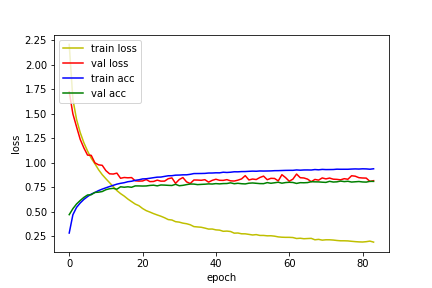 2.25
2.00
1.75
1.50
1.25
1.00
0.75
0.50
0.25
loss
train loss
val loss
train acc
val acc
0 20 40 60 80
epoch